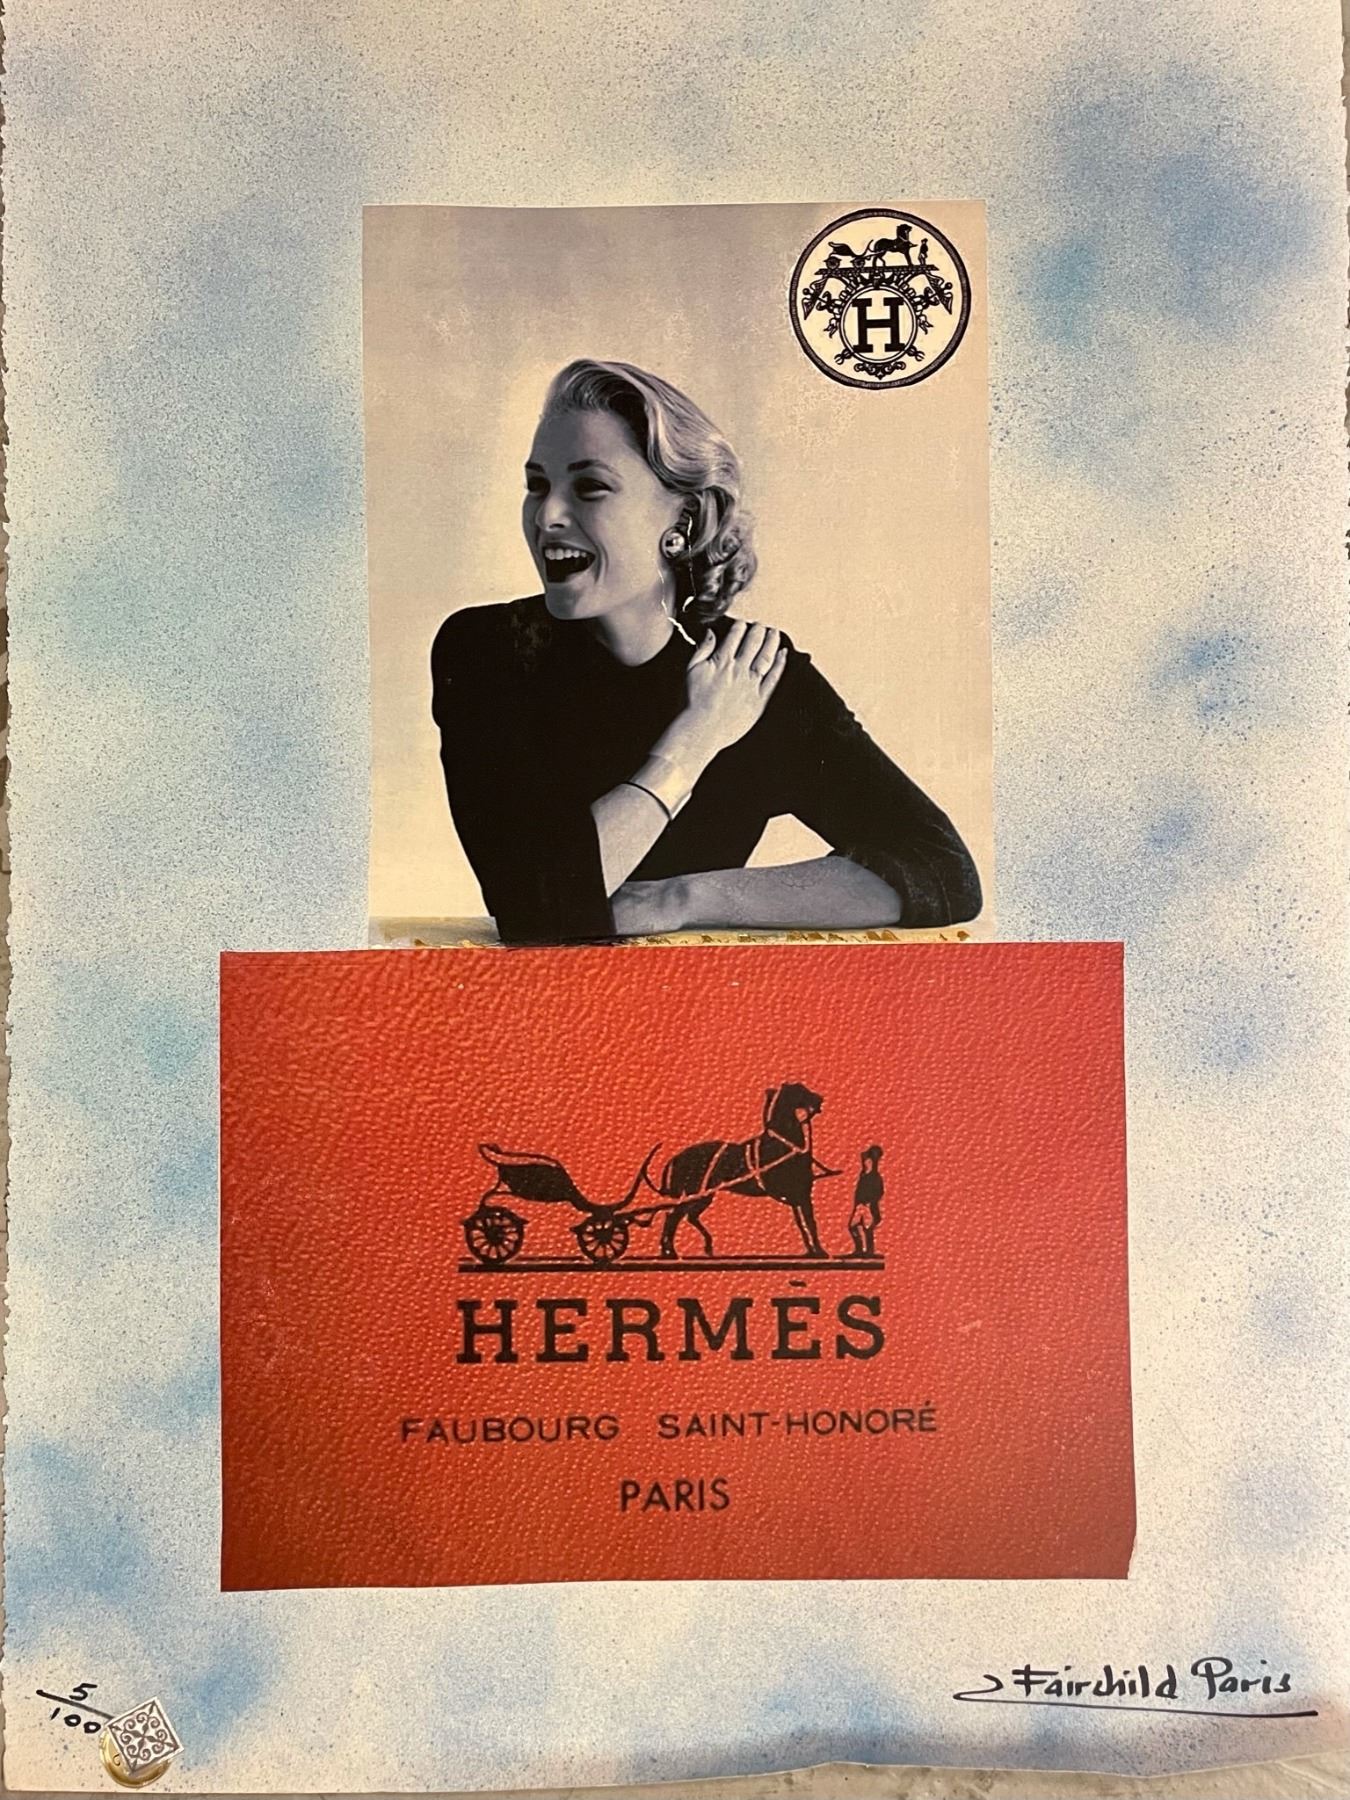 H
HERMÈS
FAUBOURG SAINT-HONORÉ
PARIS
5/100
Fairchild Paris